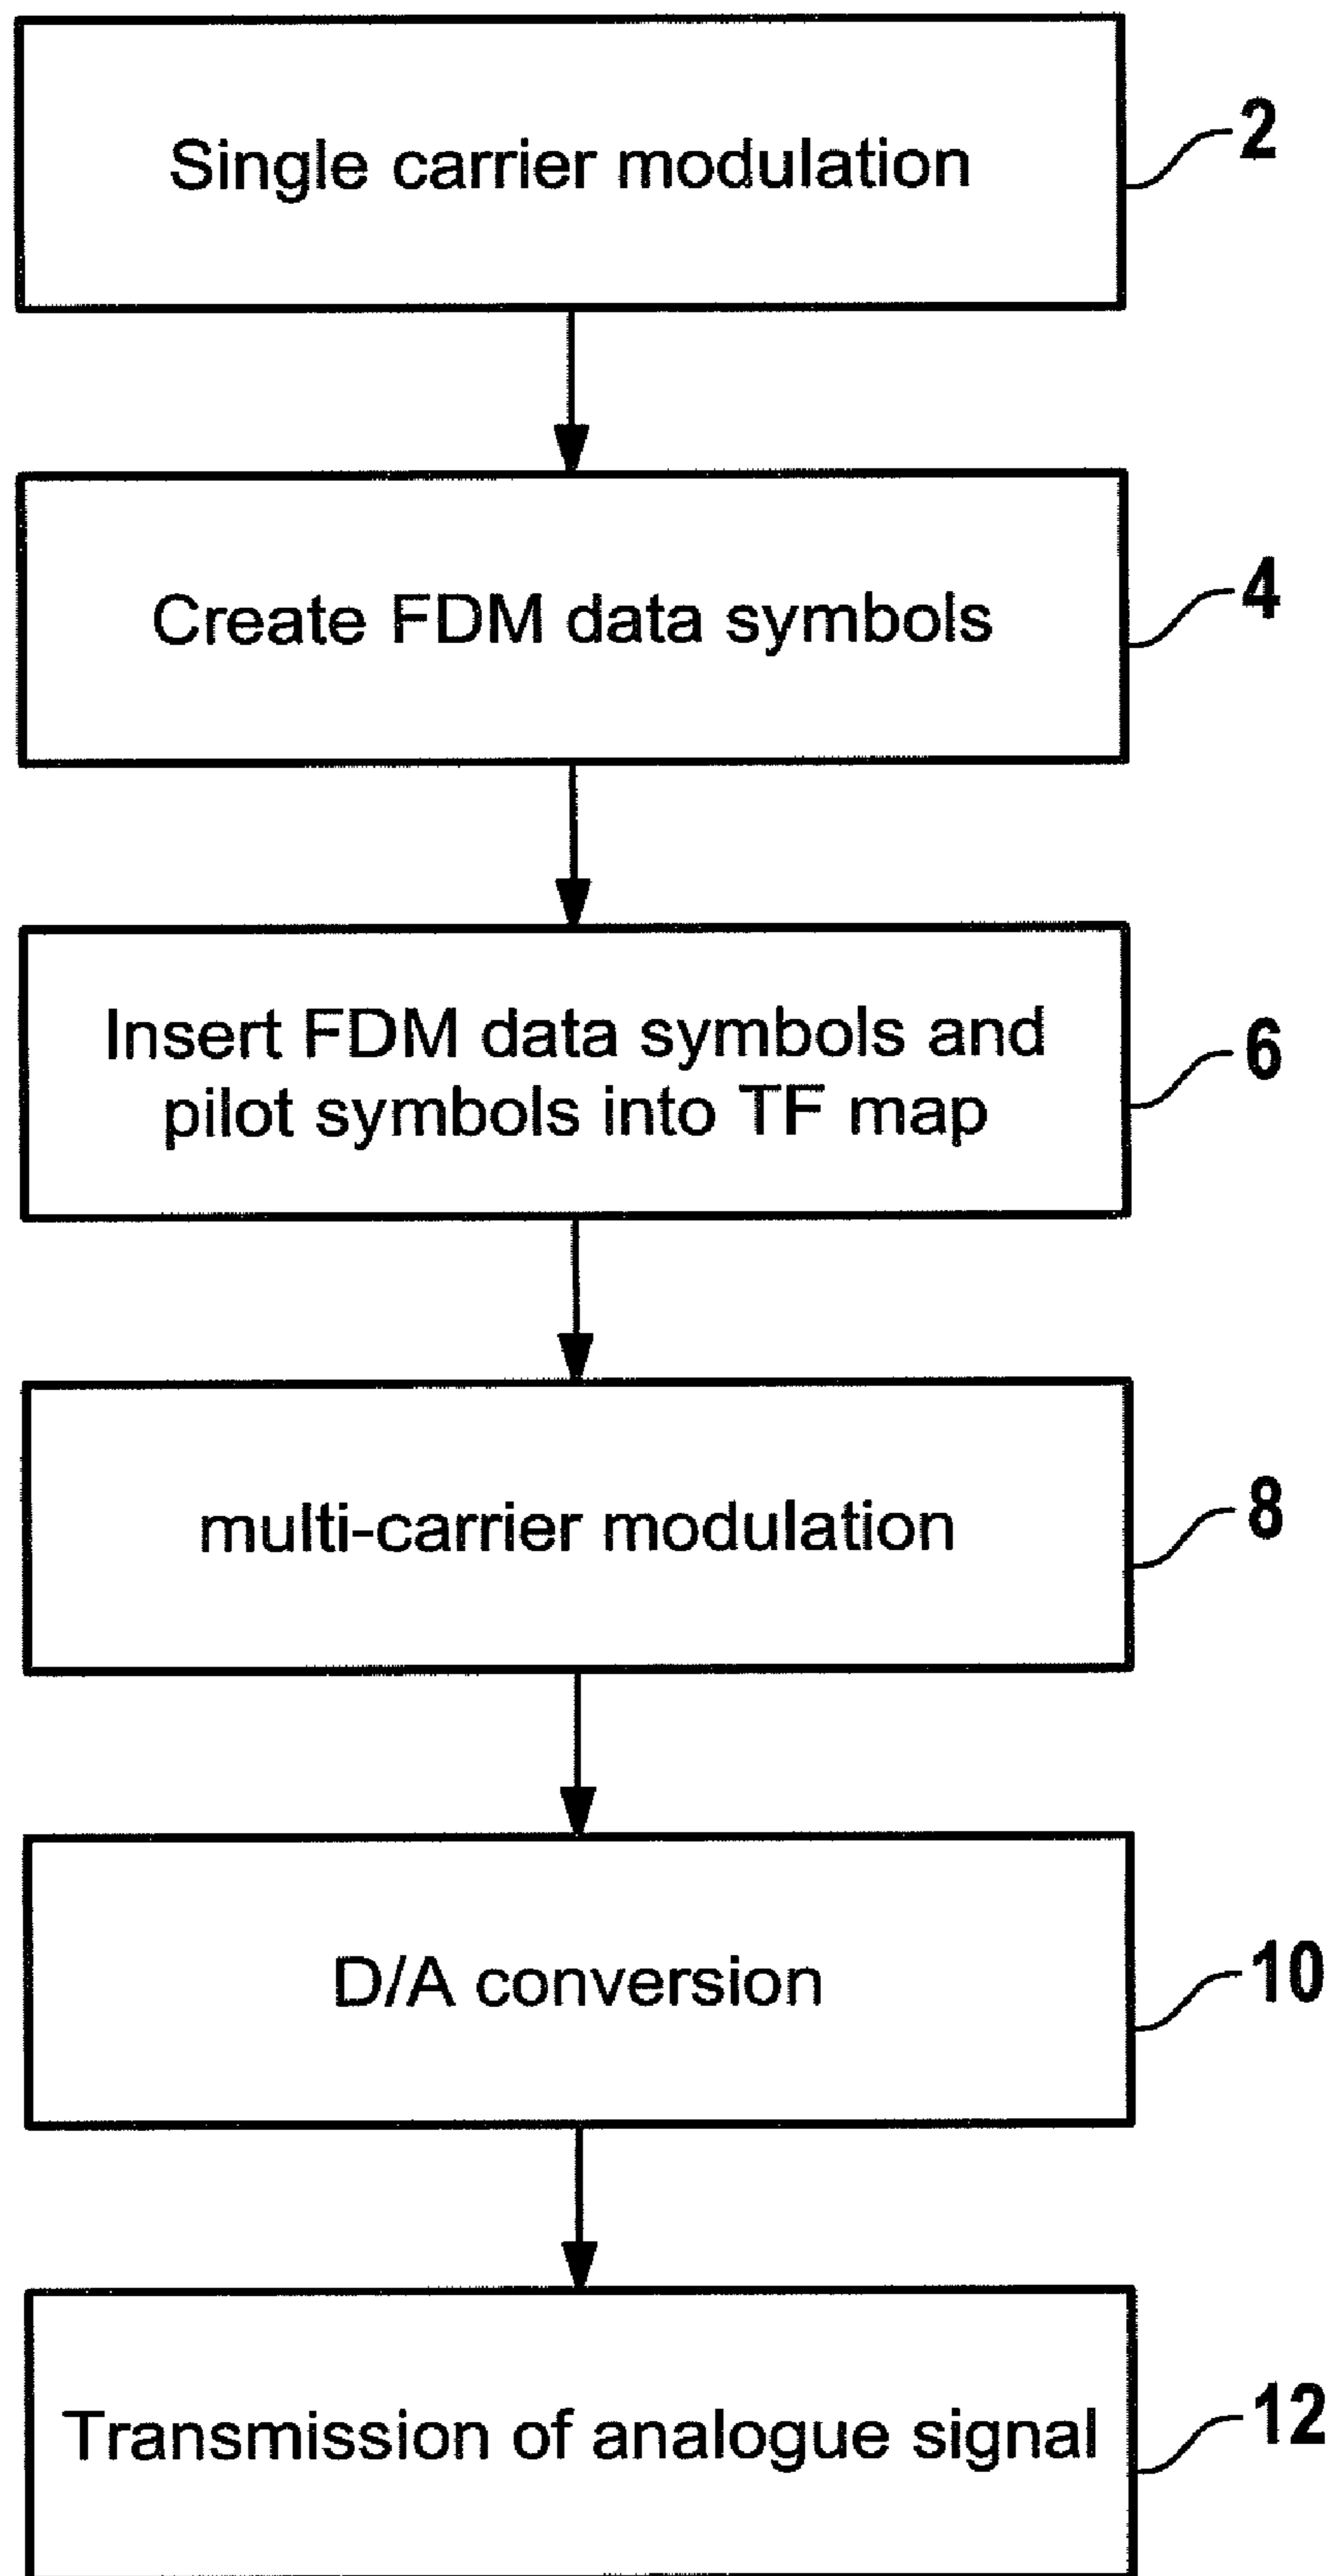 Single carrier modulation
2
Create FDM data symbols
4
Insert FDM data symbols and
pilot symbols into TF map
6
multi-carrier modulation
8
D/A conversion
10
Transmission of analogue signal
12